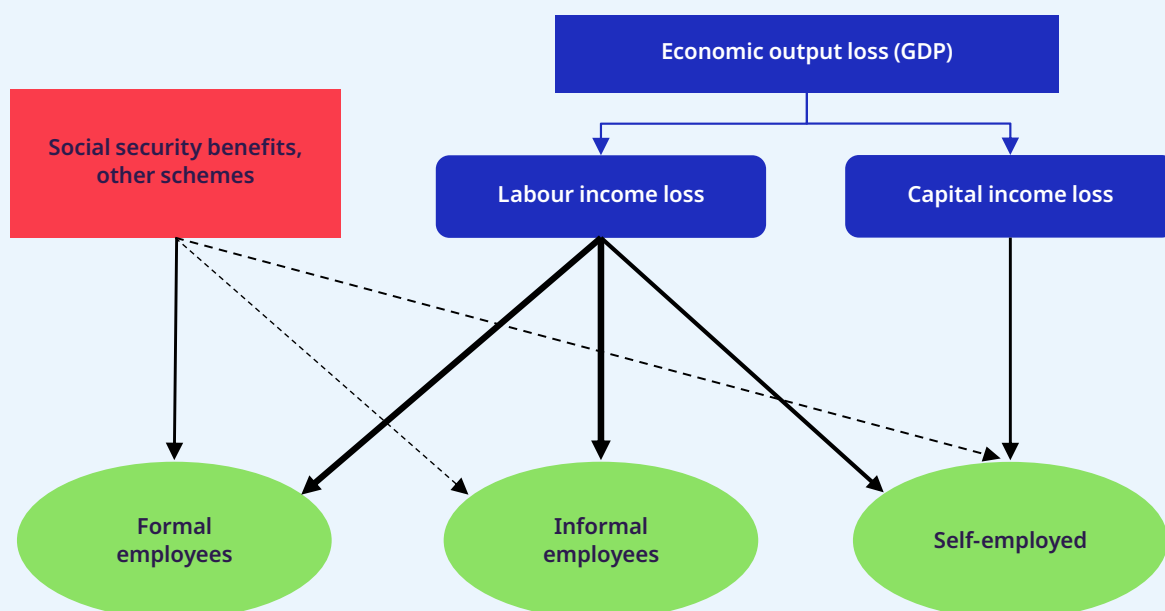 Economic output loss (GDP)
Social security benefits,
other schemes
Labour income loss
Capital income loss
Formal
employees
Informal
employees
Self-employed